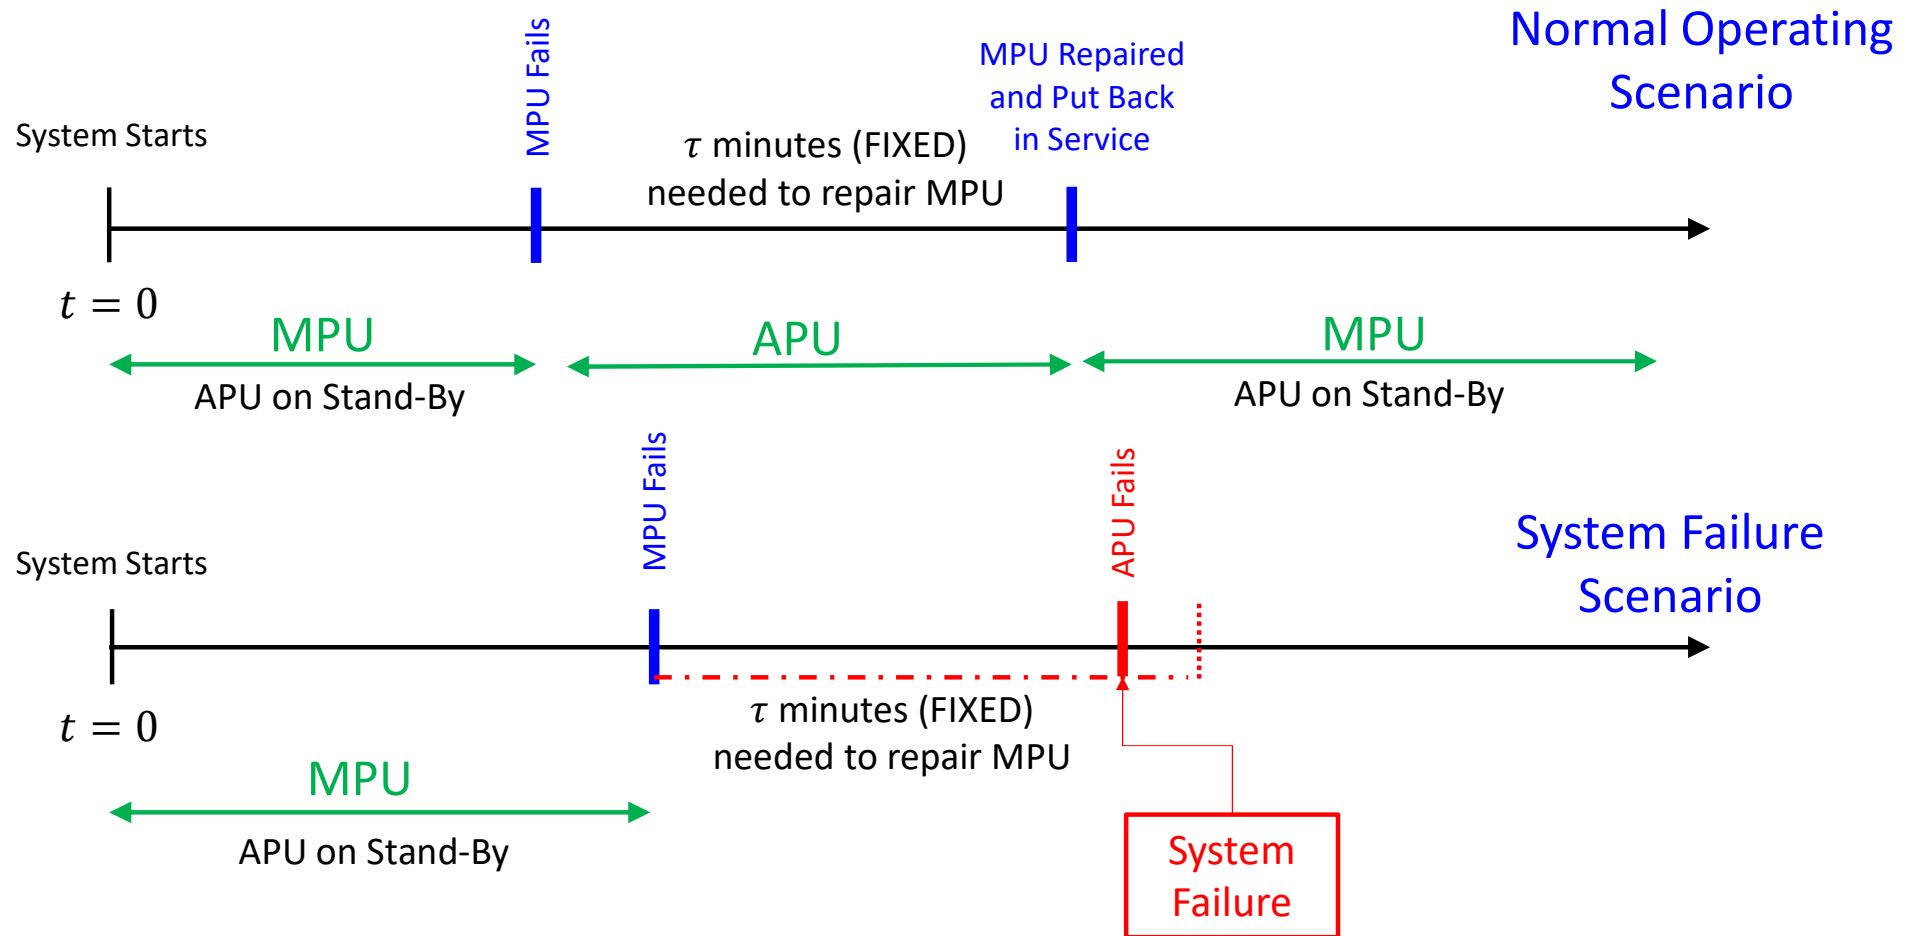 Normal Operating
Scenario
MPU Fails
MPU Repaired
and Put Back
in Service
System Starts
τ minutes (FIXED)
needed to repair MPU
t = 0
MPU
APU
MPU
APU on Stand-By
APU on Stand-By
MPU Fails
APU Fails
System Failure
Scenario
System Starts
τ minutes (FIXED)
needed to repair MPU
t = 0
MPU
APU on Stand-By
System
Failure